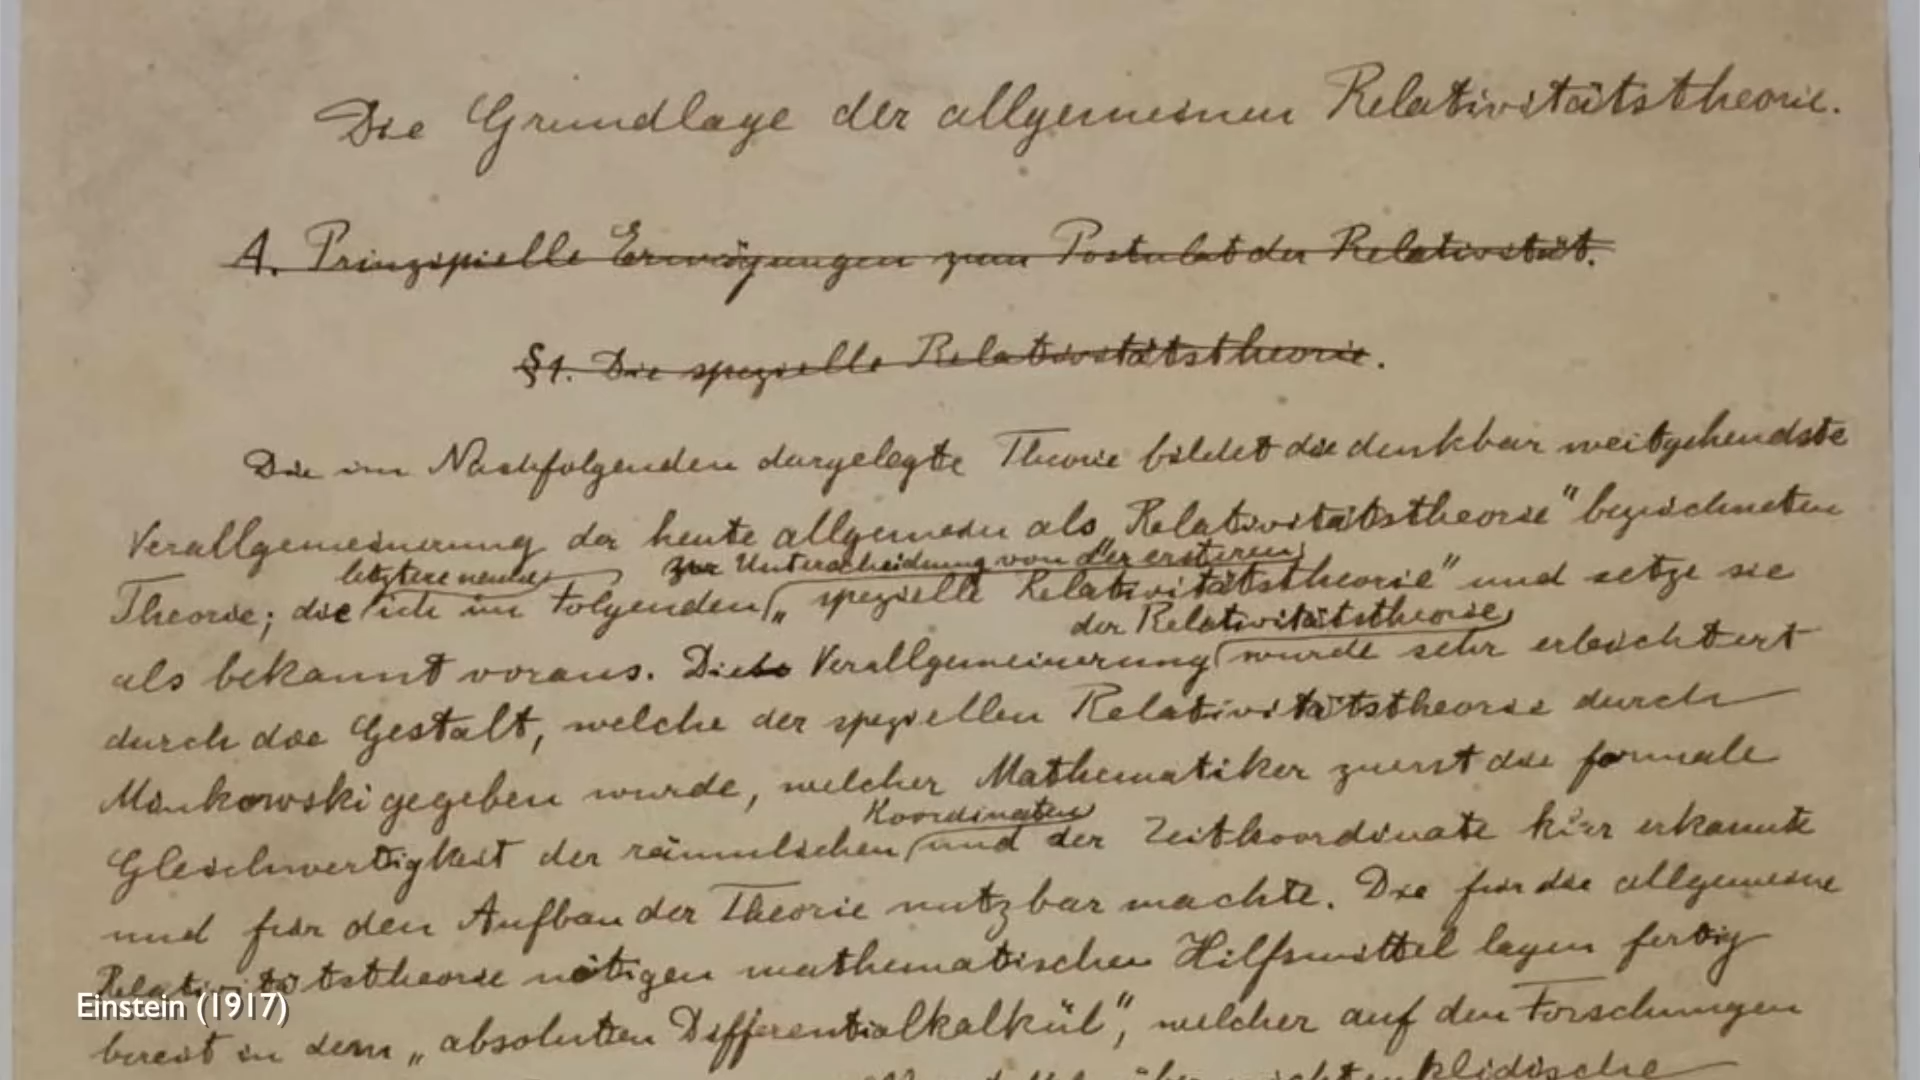 Die Grundlage der allgemeinen Relativitätstheorie.
A. Prinzipielle Erwägungen zum Postulat der Relativität.
§1. Die spezielle Relativitätstheorie.
Die im Nachfolgenden dargelegte Theorie bildet die denkbar weitgehendste
Verallgemeinerung der heute allgemein als „Relativitätstheorie" bezeichneten
letztere nenne zur Unterscheidung von der ersteren
Theorie; die ich im Folgenden „spezielle Relativitätstheorie" und setze sie
der Relativitätstheorie
als bekannt voraus. Die Verallgemeinerung wurde sehr erleichtert
durch die Gestalt, welche der speziellen Relativitätstheorie durch
Minkowski gegeben wurde, welcher Mathematiker zuerst die formale
Koordinaten
Gleichwertigkeit der räumlichen und der Zeitkoordinate klar erkannte
und für den Aufbau der Theorie nutzbar machte. Die für die allgemeine
Relativitätstheorie nötigen mathematischen Hilfsmittel lagen fertig
Einstein (1917)
bereit in dem „absoluten Differentialkalkül", welcher auf den Forschungen